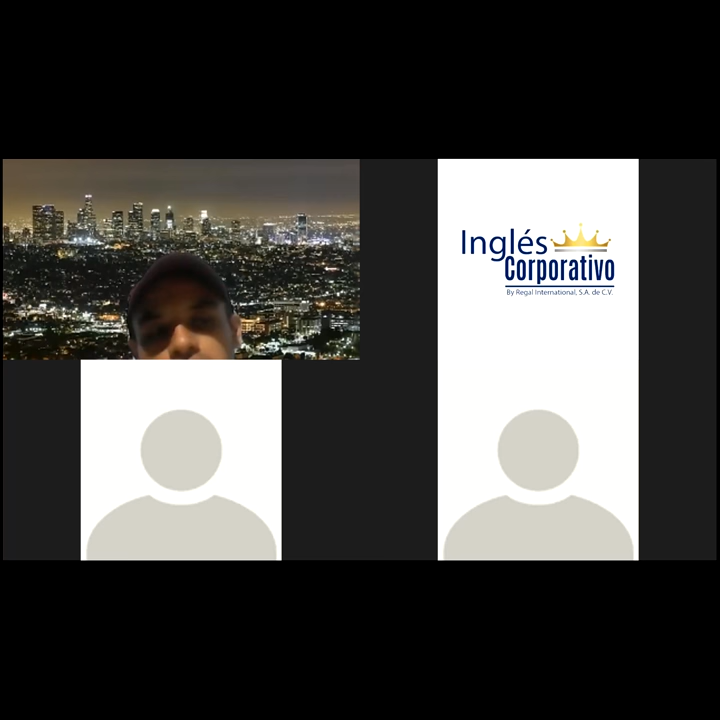 Inglés
Corporativo
By Regal International, S.A. de C.V.